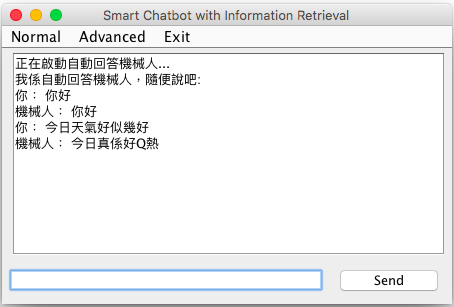 Smart Chatbot with Information Retrieval
Normal Advanced Exit
正在啟動自動回答機械人...
我係自動回答機械人，隨便說吧:
你： 你好
機械人： 你好
你： 今日天氣好似幾好
機械人： 今日真係好Q熱
Send